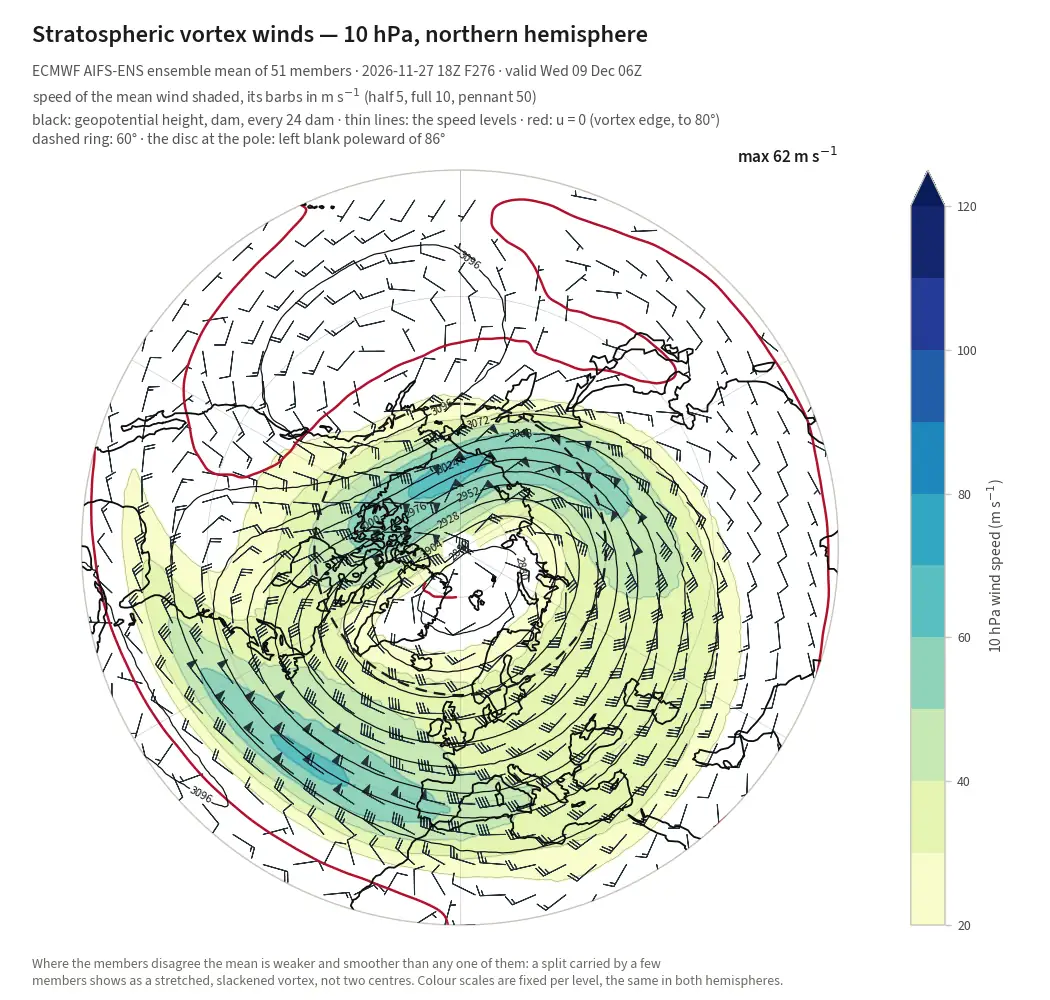 Stratospheric vortex winds — 10 hPa, northern hemisphere
ECMWF AIFS-ENS ensemble mean of 51 members · 2026-11-27 18Z F276 · valid Wed 09 Dec 06Z
speed of the mean wind shaded, its barbs in m s⁻¹ (half 5, full 10, pennant 50)
black: geopotential height, dam, every 24 dam · thin lines: the speed levels · red: u = 0 (vortex edge, to 80°)
dashed ring: 60° · the disc at the pole: left blank poleward of 86°
max 62 m s⁻¹
120
100
80
60
40
20
10 hPa wind speed (m s⁻¹)
3096
3072
2952
2928
3096
Where the members disagree the mean is weaker and smoother than any one of them: a split carried by a few
members shows as a stretched, slackened vortex, not two centres. Colour scales are fixed per level, the same in both hemispheres.